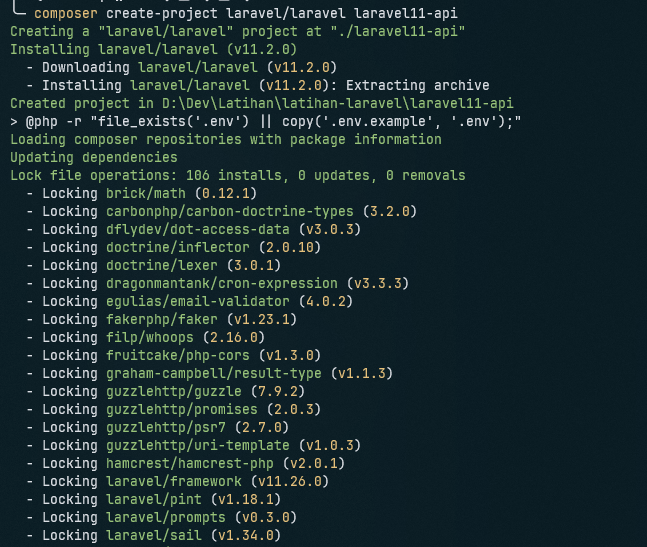 composer create-project laravel/laravel laravel11-api
Creating a "laravel/laravel" project at "./laravel11-api"
Installing laravel/laravel (v11.2.0)
- Downloading laravel/laravel (v11.2.0)
- Installing laravel/laravel (v11.2.0): Extracting archive
Created project in D:\Dev\Latihan\latihan-laravel\laravel11-api
> @php -r "file_exists('.env') || copy('.env.example', '.env');"
Loading composer repositories with package information
Updating dependencies
Lock file operations: 106 installs, 0 updates, 0 removals
- Locking brick/math (0.12.1)
- Locking carbonphp/carbon-doctrine-types (3.2.0)
- Locking dflydev/dot-access-data (v3.0.3)
- Locking doctrine/inflector (2.0.10)
- Locking doctrine/lexer (3.0.1)
- Locking dragonmantank/cron-expression (v3.3.3)
- Locking egulias/email-validator (4.0.2)
- Locking fakerphp/faker (v1.23.1)
- Locking filp/whoops (2.16.0)
- Locking fruitcake/php-cors (v1.3.0)
- Locking graham-campbell/result-type (v1.1.3)
- Locking guzzlehttp/guzzle (7.9.2)
- Locking guzzlehttp/promises (2.0.3)
- Locking guzzlehttp/psr7 (2.7.0)
- Locking guzzlehttp/uri-template (v1.0.3)
- Locking hamcrest/hamcrest-php (v2.0.1)
- Locking laravel/framework (v11.26.0)
- Locking laravel/pint (v1.18.1)
- Locking laravel/prompts (v0.3.0)
- Locking laravel/sail (v1.34.0)